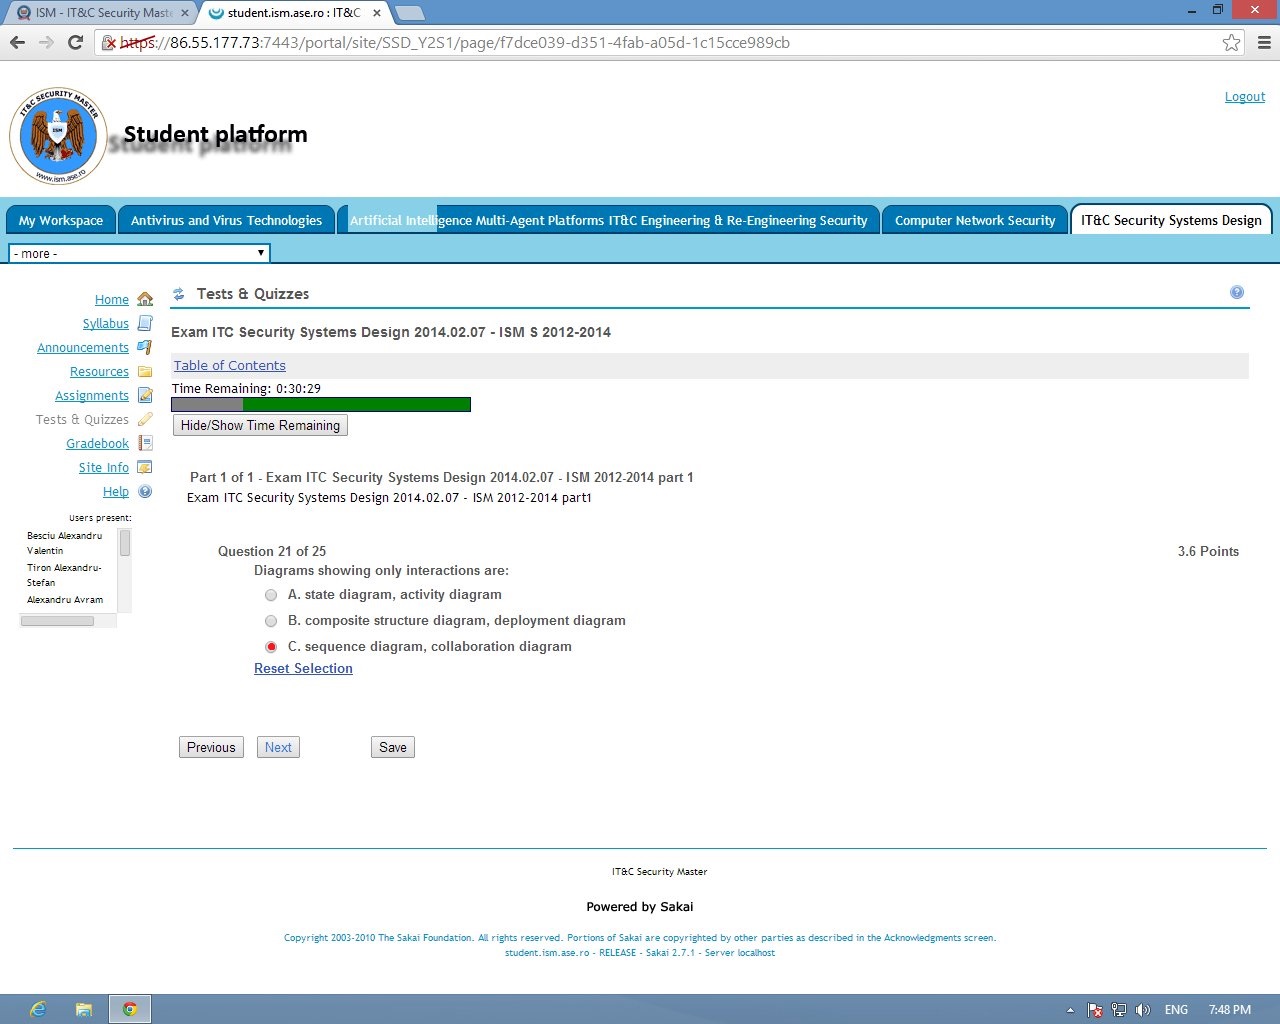 ISM - IT&C Security Maste
student.ism.ase.ro : IT&C
https://86.55.177.73:7443/portal/site/SSD_Y2S1/page/f7dce039-d351-4fab-a05d-1c15cce989cb
Logout
IT&C SECURITY MASTER
ISM
www.ism.ase.ro
Student platform
My Workspace
Antivirus and Virus Technologies
Artificial Intelligence Multi-Agent Platforms IT&C Engineering & Re-Engineering Security
Computer Network Security
IT&C Security Systems Design
- more -
Home
Syllabus
Announcements
Resources
Assignments
Tests & Quizzes
Gradebook
Site Info
Help
Users present:
Besciu Alexandru
Valentin
Tiron Alexandru-
Stefan
Alexandru Avram
Tests & Quizzes
Exam ITC Security Systems Design 2014.02.07 - ISM S 2012-2014
Table of Contents
Time Remaining: 0:30:29
Hide/Show Time Remaining
Part 1 of 1 - Exam ITC Security Systems Design 2014.02.07 - ISM 2012-2014 part 1
Exam ITC Security Systems Design 2014.02.07 - ISM 2012-2014 part1
Question 21 of 25
3.6 Points
Diagrams showing only interactions are:
A. state diagram, activity diagram
B. composite structure diagram, deployment diagram
C. sequence diagram, collaboration diagram
Reset Selection
Previous
Next
Save
IT&C Security Master
Powered by Sakai
Copyright 2003-2010 The Sakai Foundation. All rights reserved. Portions of Sakai are copyrighted by other parties as described in the Acknowledgments screen.
student.ism.ase.ro - RELEASE - Sakai 2.7.1 - Server localhost
ENG
7:48 PM